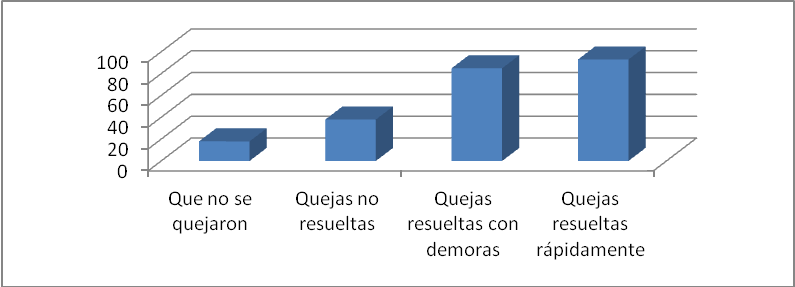 100
80
60
40
20
0
Que no se
quejaron
Quejas no
resueltas
Quejas
resueltas con
demoras
Quejas
resueltas
rápidamente